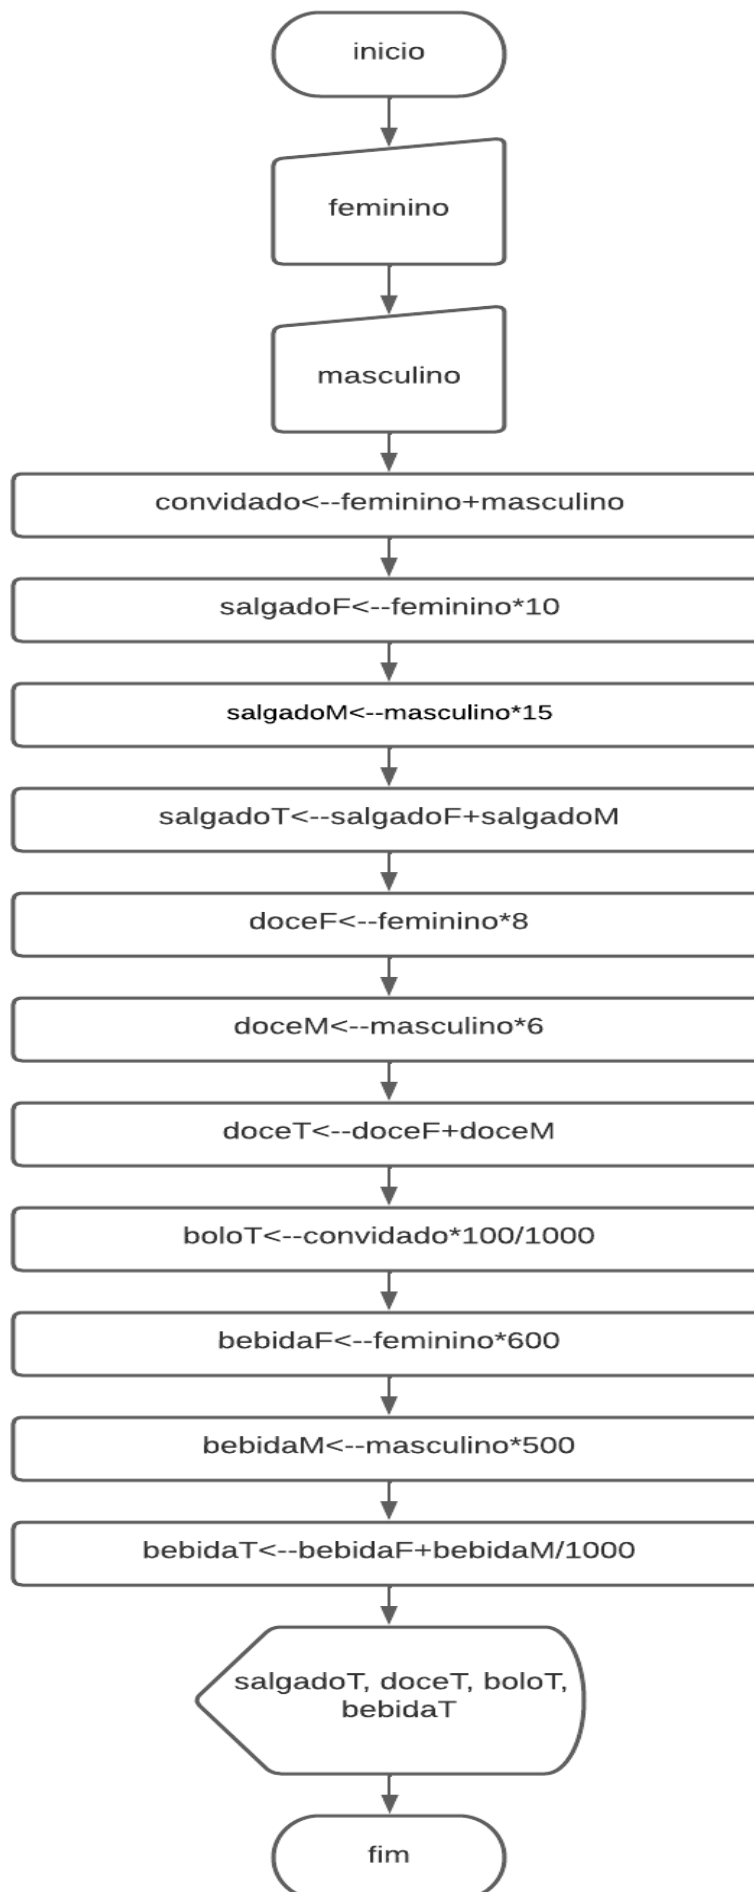 inicio
feminino
masculino
convidado<--feminino+masculino
salgadoF<--feminino*10
salgadoM<--masculino*15
salgadoT<--salgadoF+salgadoM
doceF<--feminino*8
doceM<--masculino*6
doceT<--doceF+doceM
boloT<--convidado*100/1000
bebidaF<--feminino*600
bebidaM<--masculino*500
bebidaT<--bebidaF+bebidaM/1000
salgadoT, doceT, boloT,
bebidaT
fim